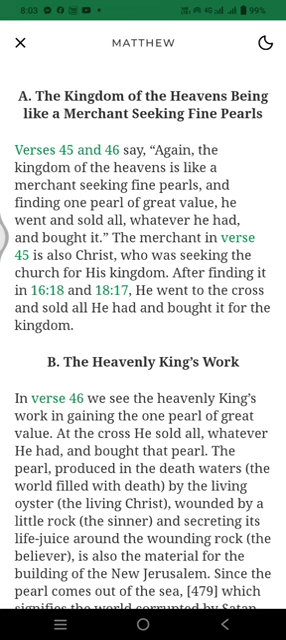 8:03
99%
MATTHEW
A. The Kingdom of the Heavens Being
like a Merchant Seeking Fine Pearls
Verses 45 and 46 say, “Again, the
kingdom of the heavens is like a
merchant seeking fine pearls, and
finding one pearl of great value, he
went and sold all, whatever he had,
and bought it.” The merchant in verse
45 is also Christ, who was seeking the
church for His kingdom. After finding it
in 16:18 and 18:17, He went to the cross
and sold all He had and bought it for the
kingdom.
B. The Heavenly King’s Work
In verse 46 we see the heavenly King’s
work in gaining the one pearl of great
value. At the cross He sold all, whatever
He had, and bought that pearl. The
pearl, produced in the death waters (the
world filled with death) by the living
oyster (the living Christ), wounded by a
little rock (the sinner) and secreting its
life-juice around the wounding rock (the
believer), is also the material for the
building of the New Jerusalem. Since the
pearl comes out of the sea, [479] which
signifies the world corrupted by Satan